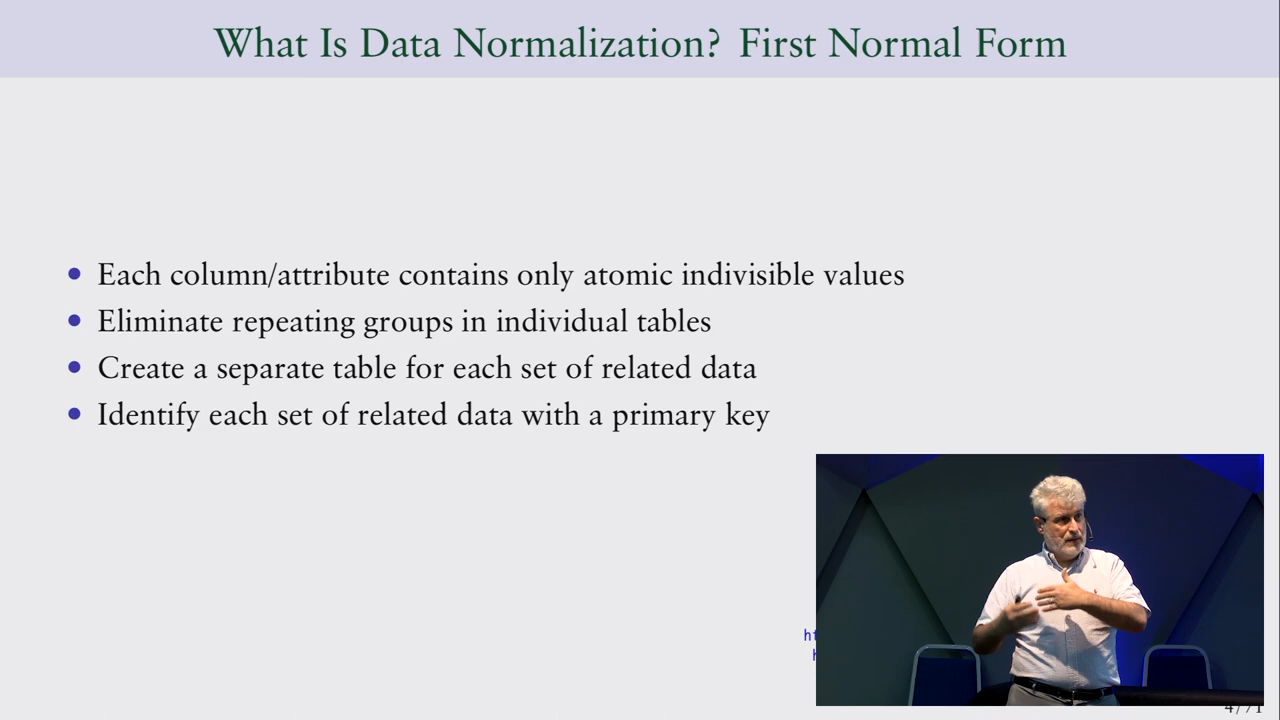 What Is Data Normalization? First Normal Form
• Each column/attribute contains only atomic indivisible values
• Eliminate repeating groups in individual tables
• Create a separate table for each set of related data
• Identify each set of related data with a primary key
4/71